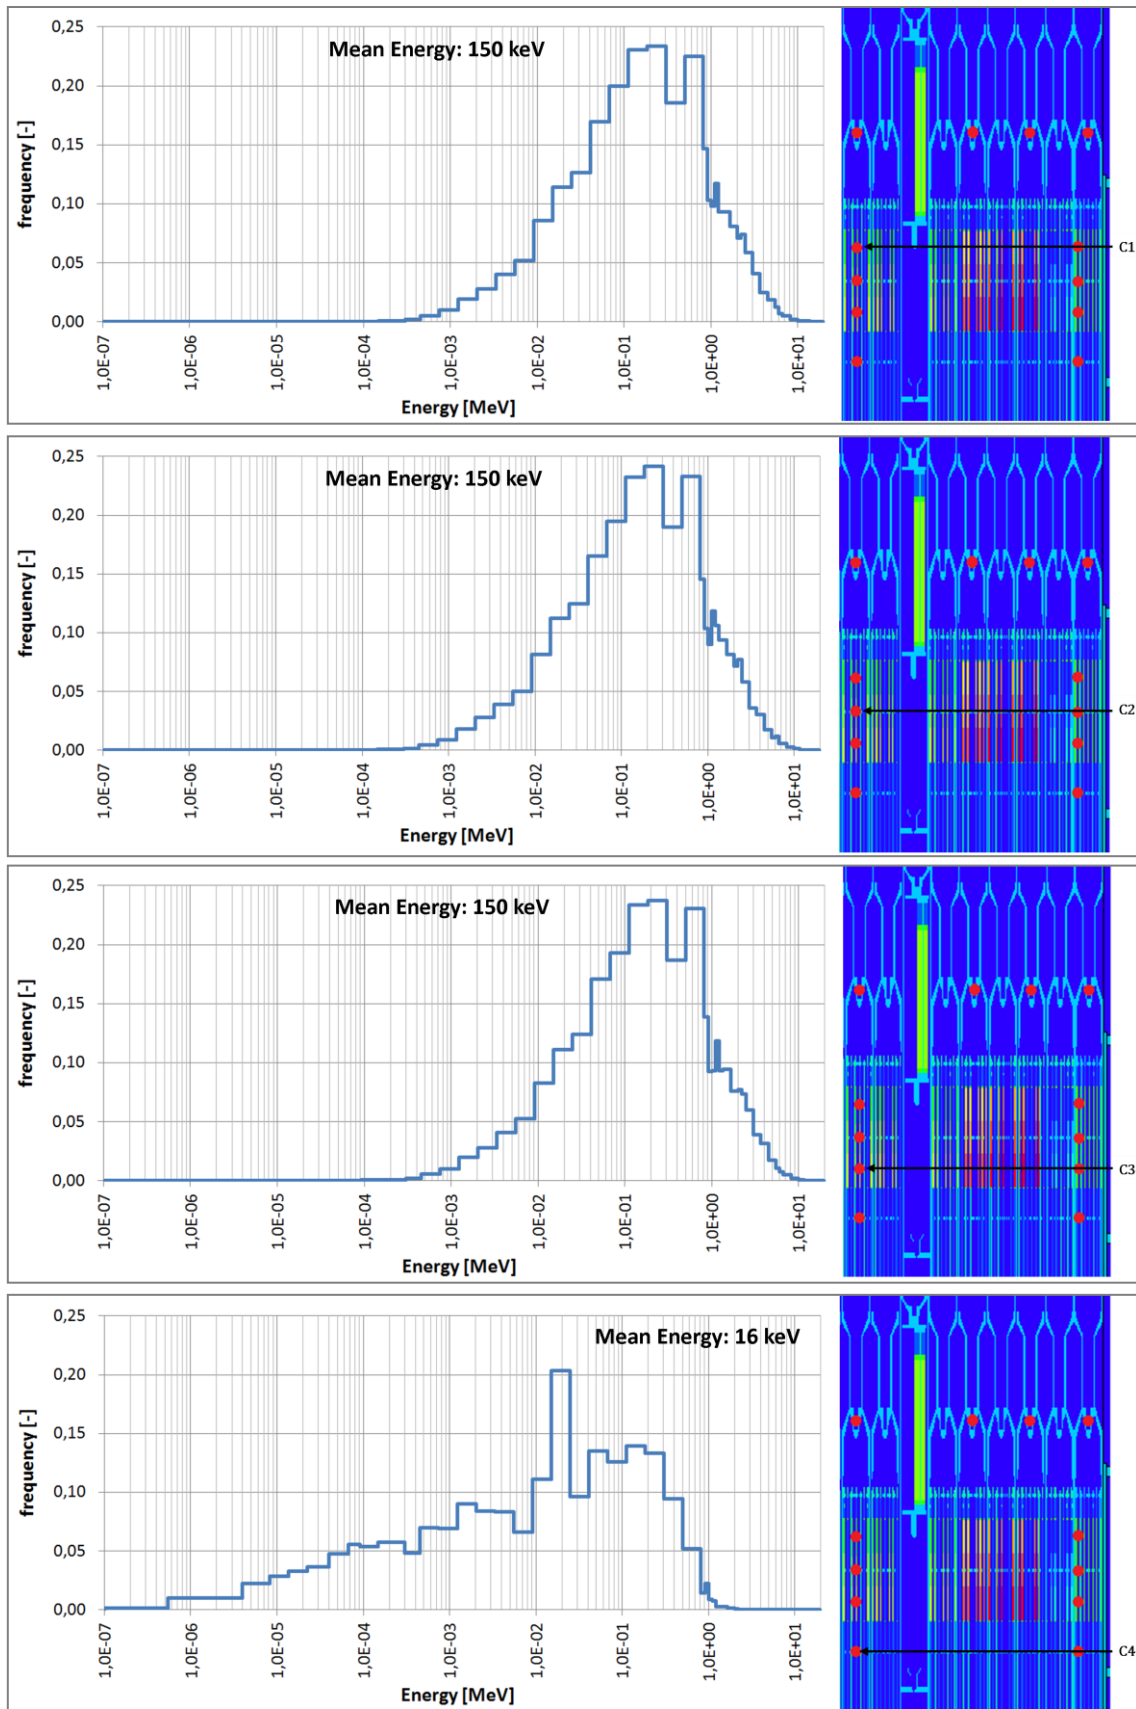 Mean Energy: 150 keV
frequency [-]
0,25
0,20
0,15
0,10
0,05
0,00
1,0E-07
1,0E-06
1,0E-05
1,0E-04
1,0E-03
1,0E-02
1,0E-01
1,0E+00
1,0E+01
Energy [MeV]
C1
Mean Energy: 150 keV
frequency [-]
0,25
0,20
0,15
0,10
0,05
0,00
1,0E-07
1,0E-06
1,0E-05
1,0E-04
1,0E-03
1,0E-02
1,0E-01
1,0E+00
1,0E+01
Energy [MeV]
C2
Mean Energy: 150 keV
frequency [-]
0,25
0,20
0,15
0,10
0,05
0,00
1,0E-07
1,0E-06
1,0E-05
1,0E-04
1,0E-03
1,0E-02
1,0E-01
1,0E+00
1,0E+01
Energy [MeV]
C3
Mean Energy: 16 keV
frequency [-]
0,25
0,20
0,15
0,10
0,05
0,00
1,0E-07
1,0E-06
1,0E-05
1,0E-04
1,0E-03
1,0E-02
1,0E-01
1,0E+00
1,0E+01
Energy [MeV]
C4